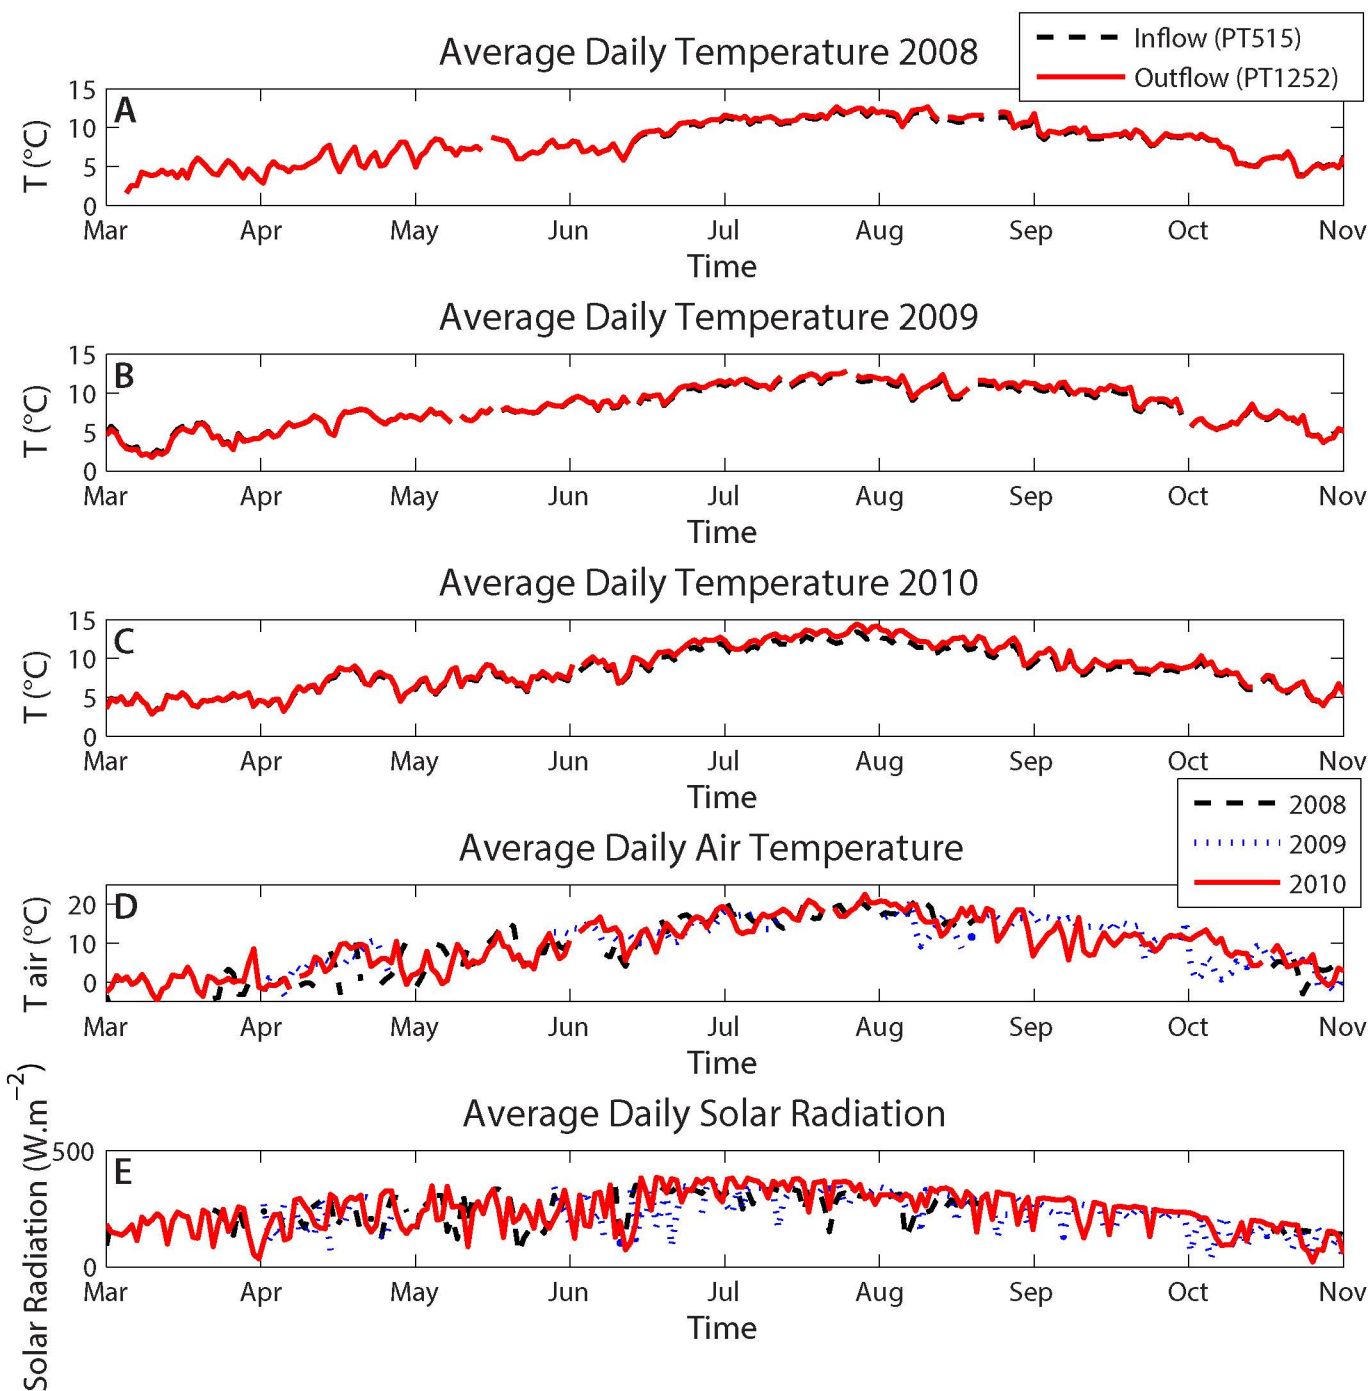 Average Daily Temperature 2008
Inflow (PT515)
Outflow (PT1252)
A
15
10
5
0
T (°C)
Mar Apr May Jun Jul Aug Sep Oct Nov
Time
Average Daily Temperature 2009
B
15
10
5
0
T (°C)
Mar Apr May Jun Jul Aug Sep Oct Nov
Time
Average Daily Temperature 2010
C
15
10
5
0
T (°C)
Mar Apr May Jun Jul Aug Sep Oct Nov
Time
2008
2009
2010
Average Daily Air Temperature
D
20
10
0
T air (°C)
Mar Apr May Jun Jul Aug Sep Oct Nov
Time
Average Daily Solar Radiation
E
500
0
Solar Radiation (W.m⁻²)
Mar Apr May Jun Jul Aug Sep Oct Nov
Time